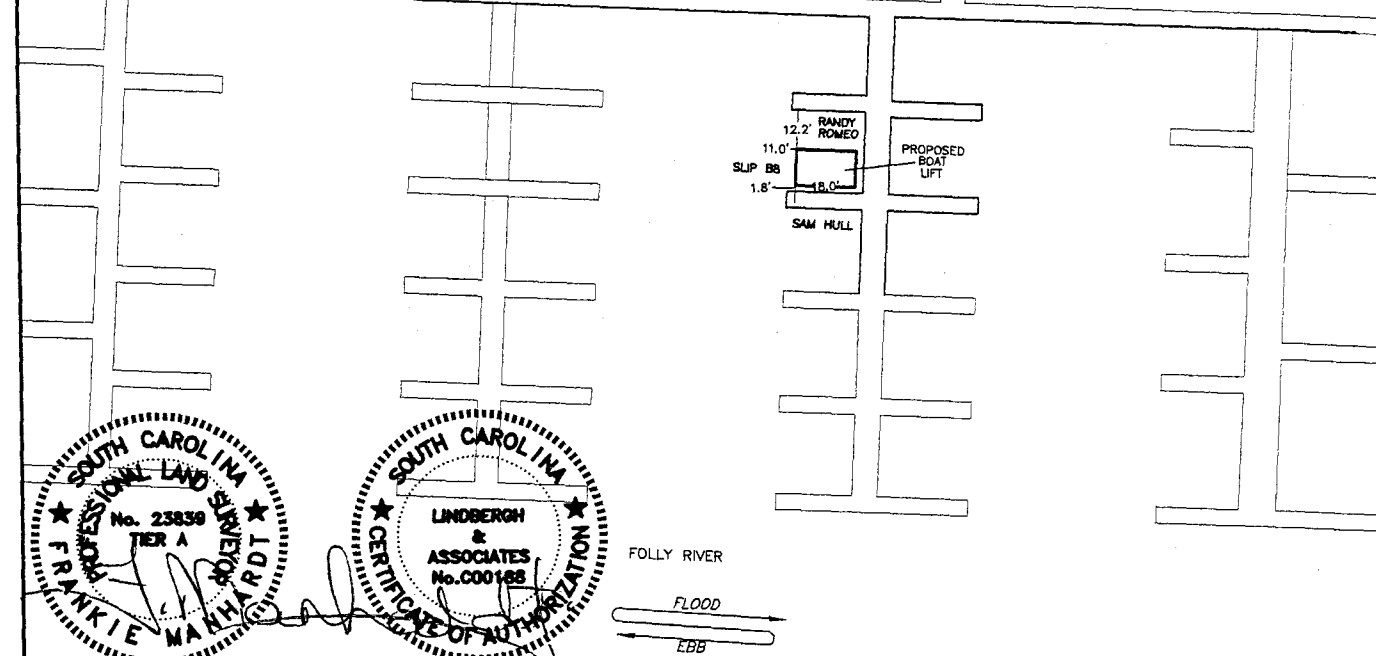 12.2'
RANDY
ROMEO
11.0'
SLIP B8
1.8'
18.0'
PROPOSED
BOAT
LIFT
SAM HULL
SOUTH CAROLINA
PROFESSIONAL LAND SURVEYOR
No. 23839
TIER A
FRANKIE MANHARDT
SOUTH CAROLINA
LINDBERGH
&
ASSOCIATES
No.C00188
CERTIFICATE OF AUTHORIZATION
FOLLY RIVER
FLOOD
EBB